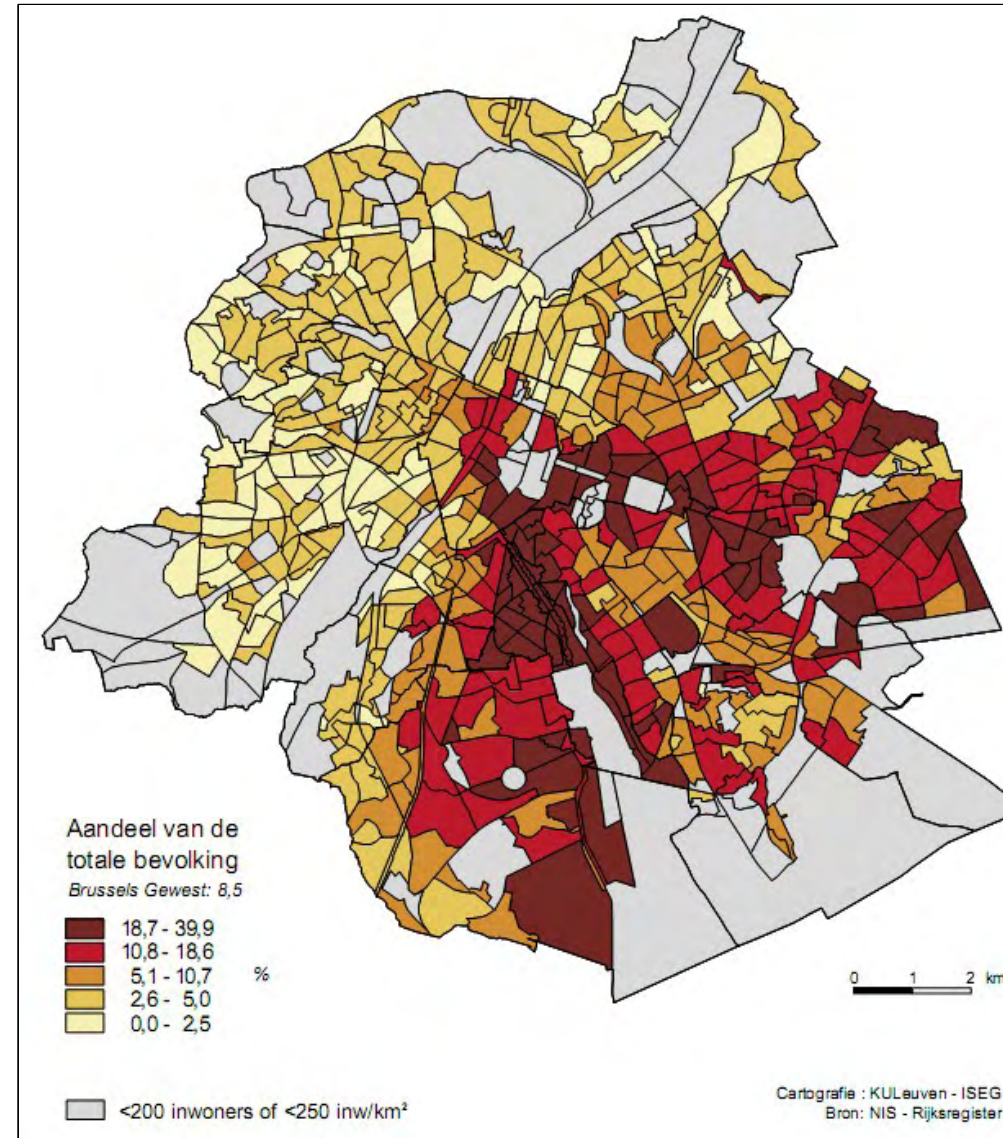 Aandeel van de
totale bevolking
Brussels Gewest: 8,5
18,7 - 39,9
10,8 - 18,6
5,1 - 10,7 %
2,6 - 5,0
0,0 - 2,5
<200 inwoners of <250 inw/km²
0 1 2 km
Cartografie : KULeuven - ISEG
Bron: NIS - Rijksregister